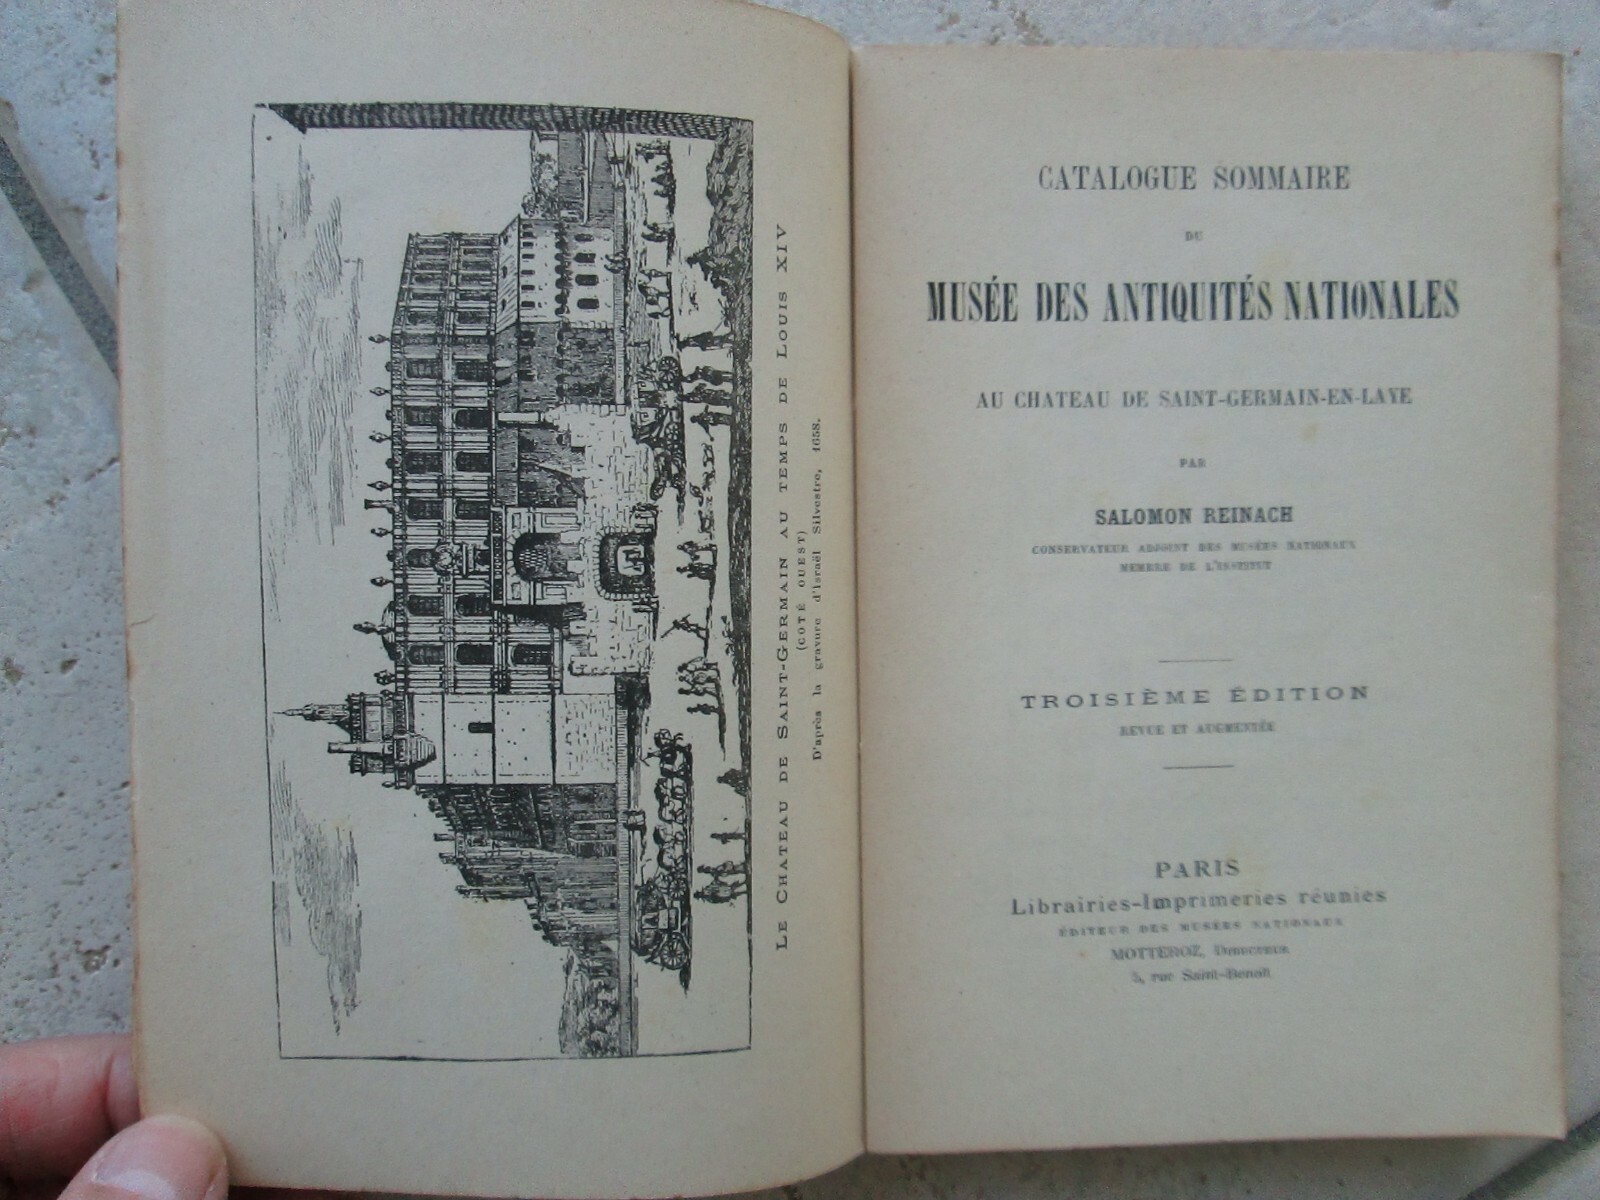 LE CHATEAU DE SAINT-GERMAIN AU TEMPS DE LOUIS XIV
(COTÉ OUEST)
D'après la gravure d'Israël Silvestre, 1658.
CATALOGUE SOMMAIRE
DU
MUSÉE DES ANTIQUITÉS NATIONALES
AU CHATEAU DE SAINT-GERMAIN-EN-LAYE
PAR
SALOMON REINACH
CONSERVATEUR ADJOINT DES MUSÉES NATIONAUX
MEMBRE DE L'INSTITUT
TROISIÈME ÉDITION
REVUE ET AUGMENTÉE
PARIS
Librairies-Imprimeries réunies
ÉDITEUR DES MUSÉES NATIONAUX
MOTTEROZ, DIRECTEUR
5, rue Saint-Benoît